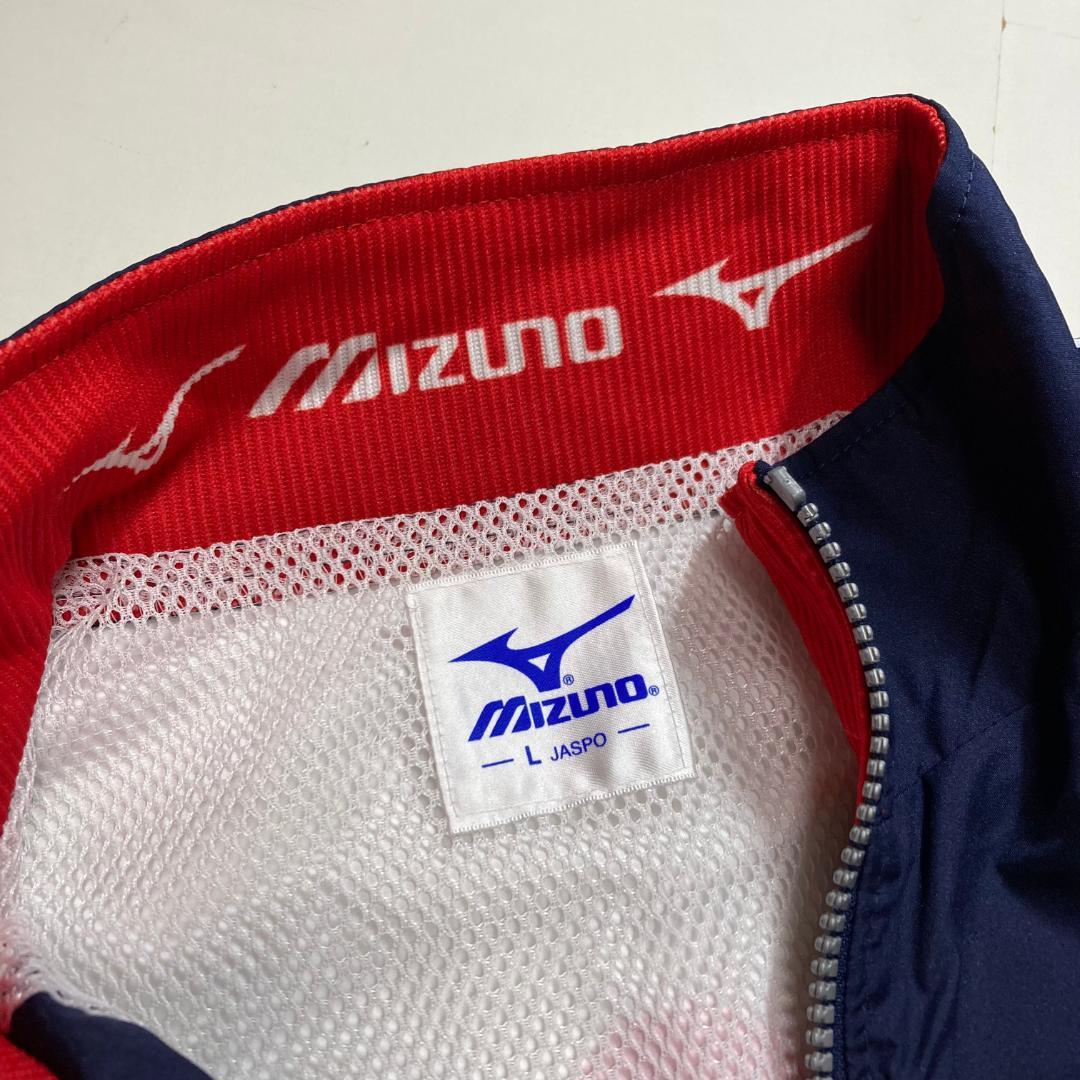 MIZUNO
®
MIZUNO®
— L JASPO —